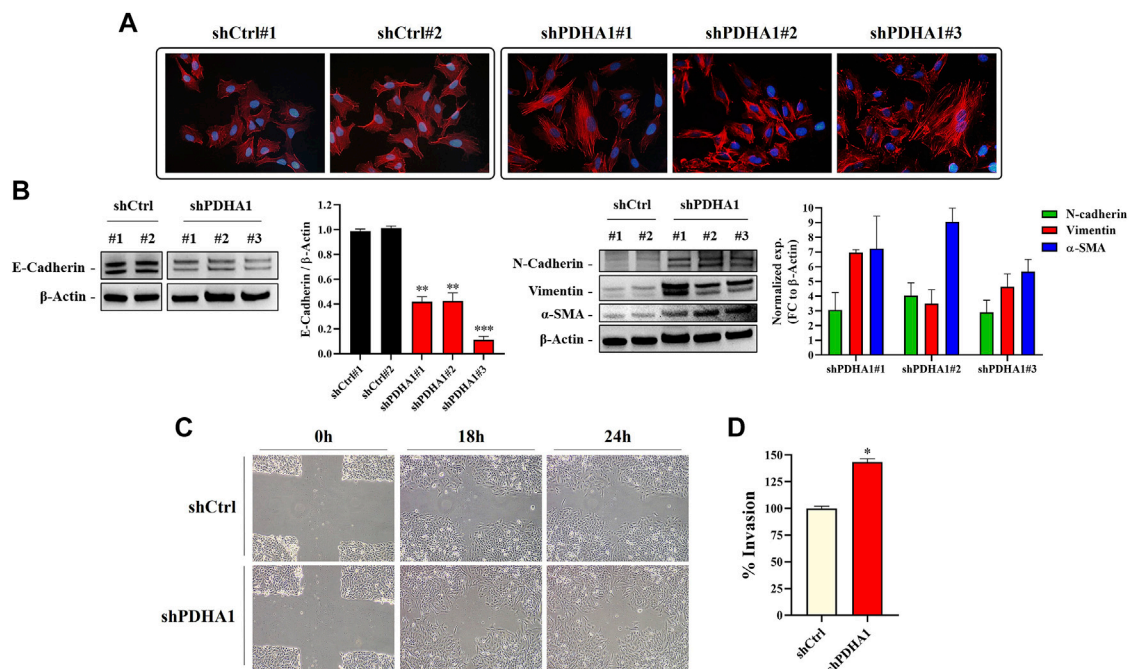 A
shCtrl#1 shCtrl#2 shPDHA1#1 shPDHA1#2 shPDHA1#3
B
shCtrl shPDHA1
#1 #2 #1 #2 #3
E-Cadherin -
β-Actin -
E-Cadherin / β-Actin
1.2
1.0
0.8
0.6
0.4
0.2
0.0
** ** ***
shCtrl#1 shCtrl#2 shPDHA1#1 shPDHA1#2 shPDHA1#3
shCtrl shPDHA1
#1 #2 #1 #2 #3
N-Cadherin -
Vimentin -
α-SMA -
β-Actin -
Normalized exp.
(FC to β-Actin)
10
9
8
7
6
5
4
3
2
1
0
shPDHA1#1 shPDHA1#2 shPDHA1#3
N-cadherin
Vimentin
α-SMA
C
0h 18h 24h
shCtrl
shPDHA1
D
% Invasion
150
125
100
75
50
25
0
*
shCtrl shPDHA1